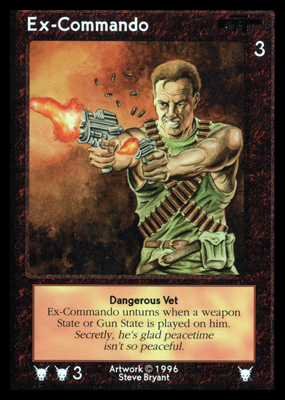 Ex-Commando
3
Dangerous Vet
Ex-Commando unturns when a weapon
State or Gun State is played on him.
Secretly, he's glad peacetime
isn't so peaceful.
3
Artwork © 1996
Steve Bryant